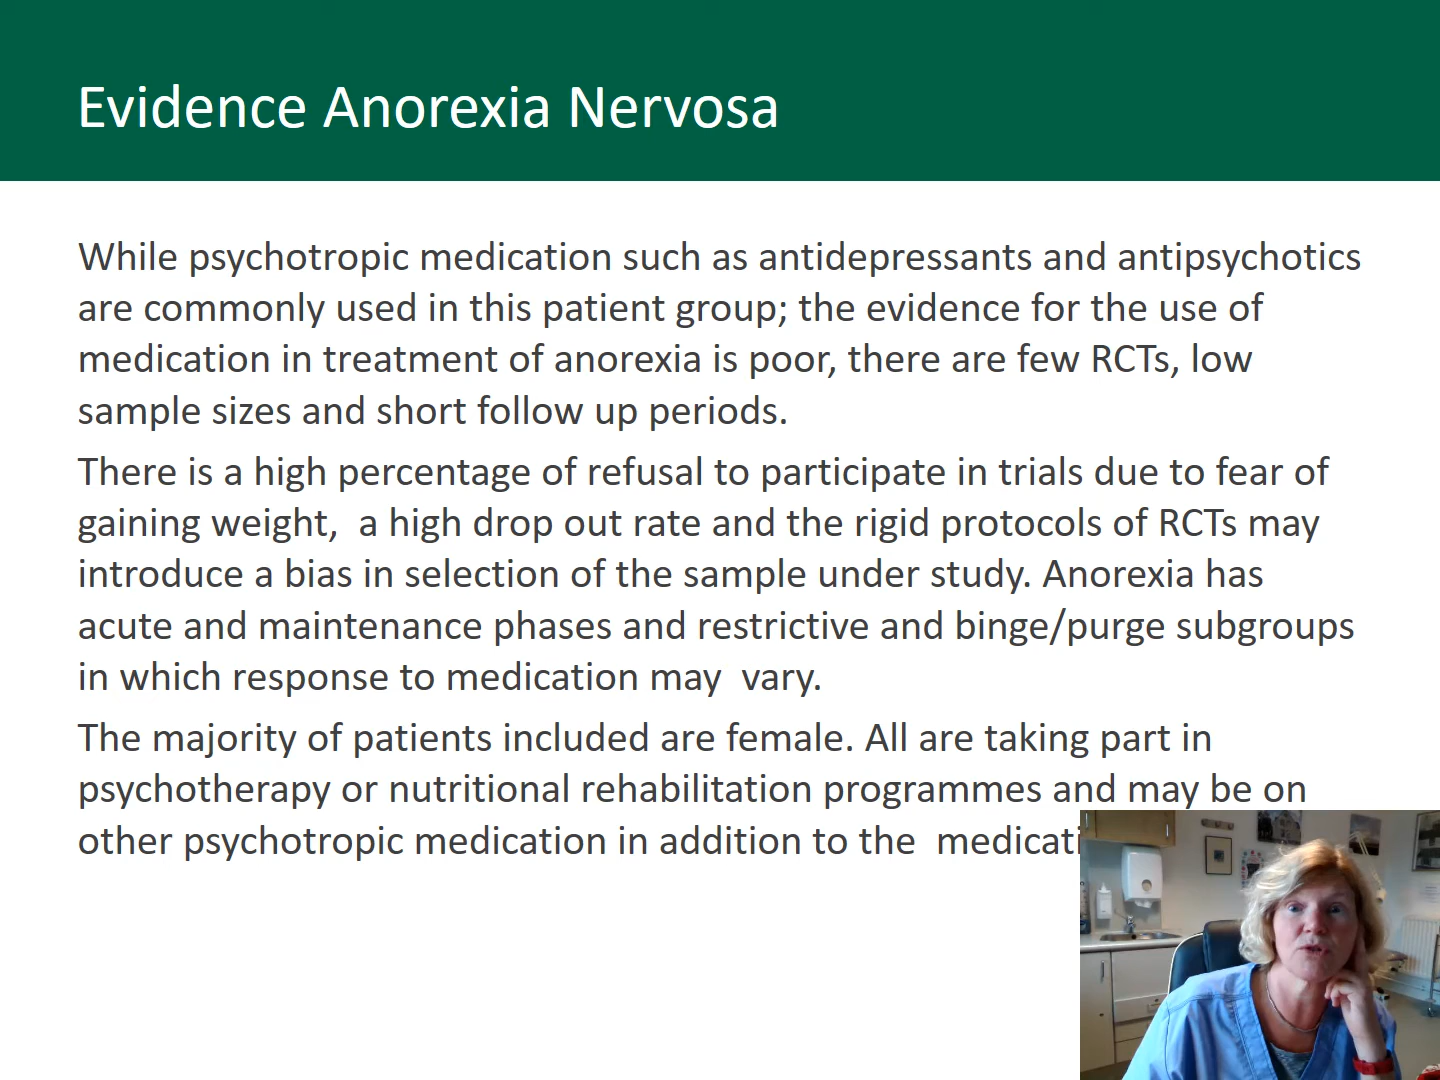 Evidence Anorexia Nervosa
While psychotropic medication such as antidepressants and antipsychotics
are commonly used in this patient group; the evidence for the use of
medication in treatment of anorexia is poor, there are few RCTs, low
sample sizes and short follow up periods.
There is a high percentage of refusal to participate in trials due to fear of
gaining weight,  a high drop out rate and the rigid protocols of RCTs may
introduce a bias in selection of the sample under study. Anorexia has
acute and maintenance phases and restrictive and binge/purge subgroups
in which response to medication may  vary.
The majority of patients included are female. All are taking part in
psychotherapy or nutritional rehabilitation programmes and may be on
other psychotropic medication in addition to the